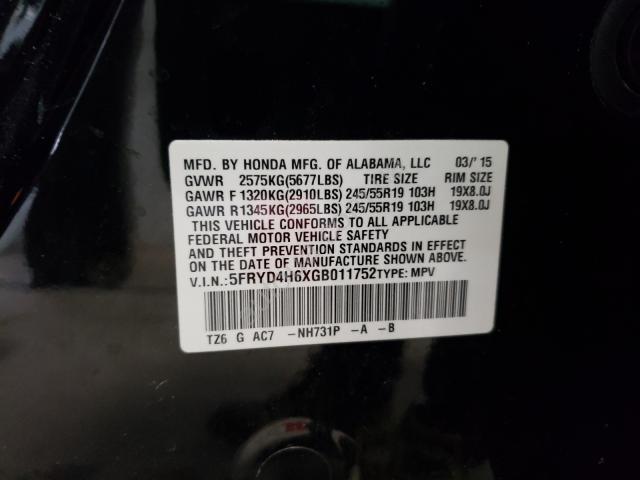 MFD. BY HONDA MFG. OF ALABAMA, LLC 03/'15
GVWR 2575KG(5677LBS) TIRE SIZE RIM SIZE
GAWR F 1320KG(2910LBS) 245/55R19 103H 19X8.0J
GAWR R 1345KG(2965LBS) 245/55R19 103H 19X8.0J
THIS VEHICLE CONFORMS TO ALL APPLICABLE
FEDERAL MOTOR VEHICLE SAFETY
AND THEFT PREVENTION STANDARDS IN EFFECT
ON THE DATE OF MANUFACTURE SHOWN ABOVE.
V.I.N.: 5FRYD4H6XGB011752 TYPE: MPV
TZ6 G AC7 -NH731P -A -B